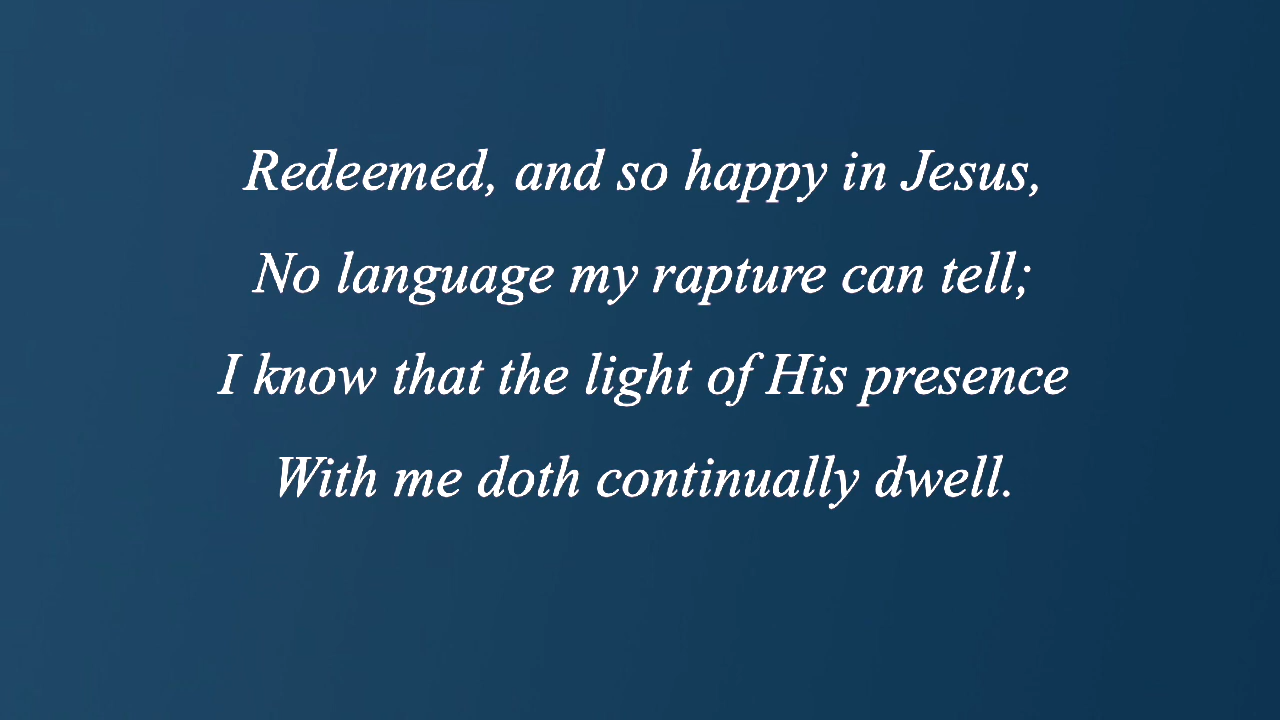 Redeemed, and so happy in Jesus,
No language my rapture can tell;
I know that the light of His presence
With me doth continually dwell.